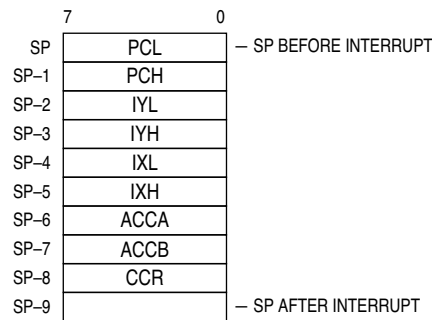 7 0
SP PCL – SP BEFORE INTERRUPT
SP–1 PCH
SP–2 IYL
SP–3 IYH
SP–4 IXL
SP–5 IXH
SP–6 ACCA
SP–7 ACCB
SP–8 CCR
SP–9 – SP AFTER INTERRUPT